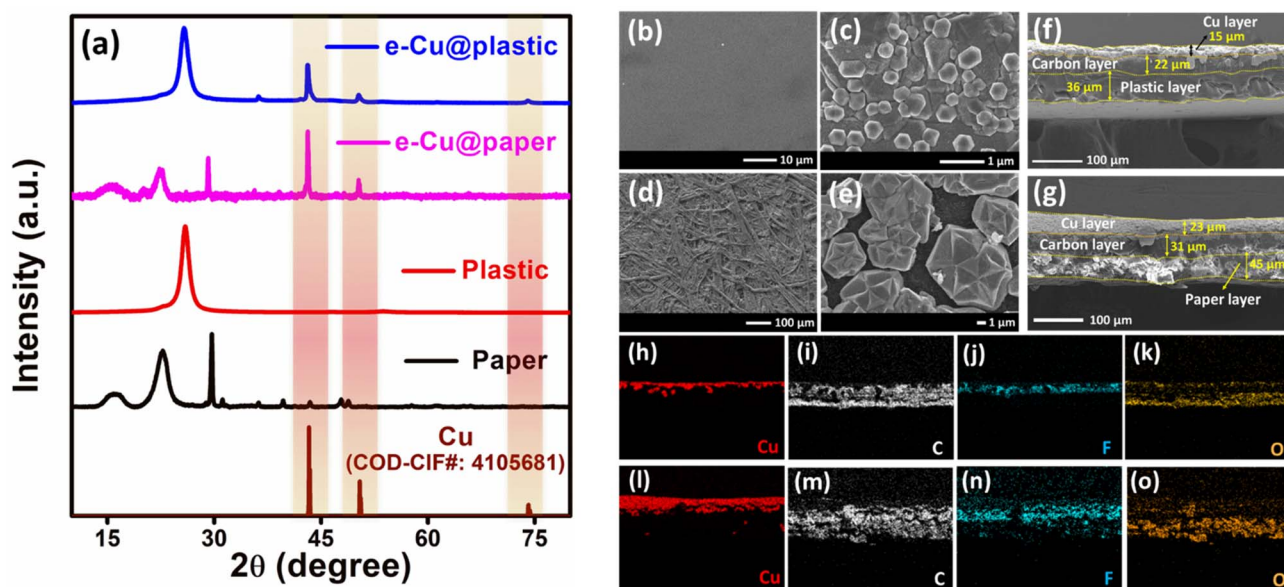 (a)
e-Cu@plastic
e-Cu@paper
Plastic
Paper
Cu
(COD-CIF#: 4105681)
Intensity (a.u.)
15 30 45 60 75
2θ (degree)
(b)
10 μm
(c)
1 μm
(d)
100 μm
(e)
1 μm
(f)
Cu layer
15 μm
Carbon layer
22 μm
36 μm
Plastic layer
100 μm
(g)
Cu layer
23 μm
Carbon layer
31 μm
45 μm
Paper layer
100 μm
(h)
Cu
(i)
C
(j)
F
(k)
O
(l)
Cu
(m)
C
(n)
F
(o)
O